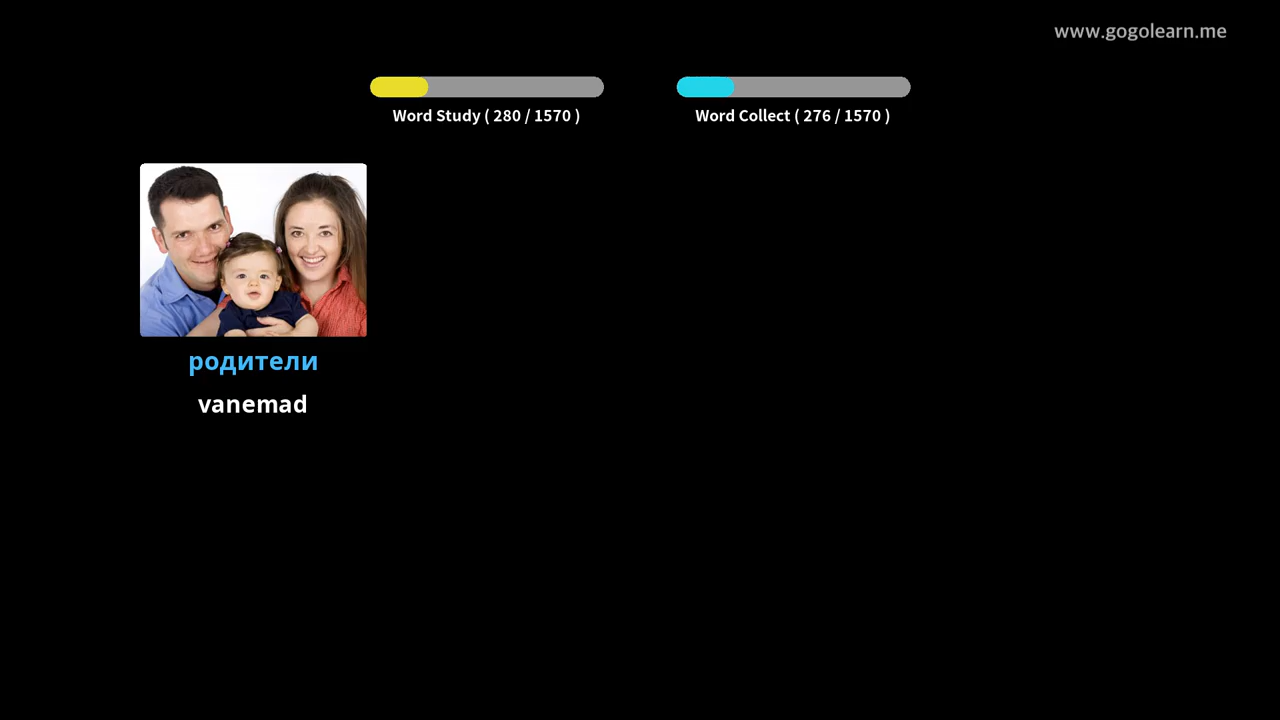 www.gogolearn.me
Word Study ( 280 / 1570 )
Word Collect ( 276 / 1570 )
родители
vanemad